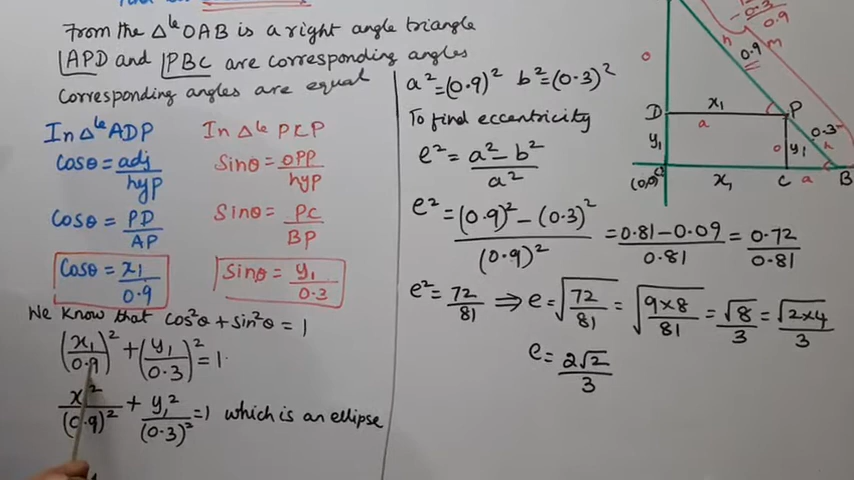 From the Δle OAB is a right angle triangle
∠APD and ∠PBC are corresponding angles
Corresponding angles are equal
In Δle ADP
Cosθ = adj/hyp
Cosθ = PD/AP
Cosθ = x₁/0.9
In Δle PCP
Sinθ = OPP/hyp
Sinθ = PC/BP
Sinθ = y₁/0.3
We Know that cos²θ + sin²θ = 1
(x₁/0.9)² + (y₁/0.3)² = 1.
x₁²/(0.9)² + y₁²/(0.3)² = 1 which is an ellipse
a² = (0.9)² b² = (0.3)²
To find eccentricity
e² = a² - b²/a²
e² = (0.9)² - (0.3)²/(0.9)² = 0.81 - 0.09/0.81 = 0.72/0.81
e² = 72/81 ⇒ e = √72/81 = √9×8/81 = √8/3 = √2×4/3
e = 2√2/3
0.3
0.9
h
m
0.9
o
D
x₁
P
a
y₁
o
y₁
0.3
h
(0,0)
x₁
C
a
B